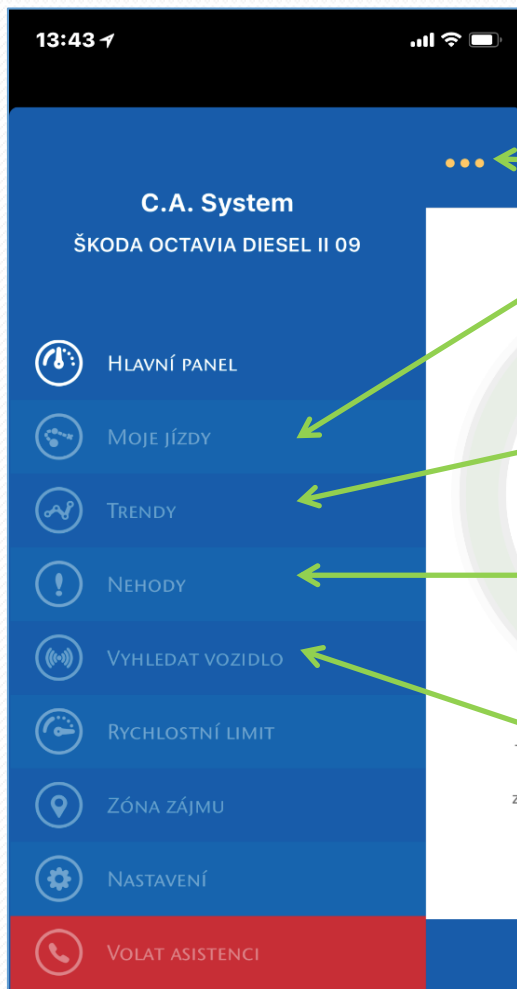 13:43
C.A. System
ŠKODA OCTAVIA DIESEL II 09
HLAVNÍ PANEL
MOJE JÍZDY
TRENDY
NEHODY
VYHLEDAT VOZIDLO
RYCHLOSTNÍ LIMIT
ZÓNA ZÁJMU
NASTAVENÍ
VOLAT ASISTENCI